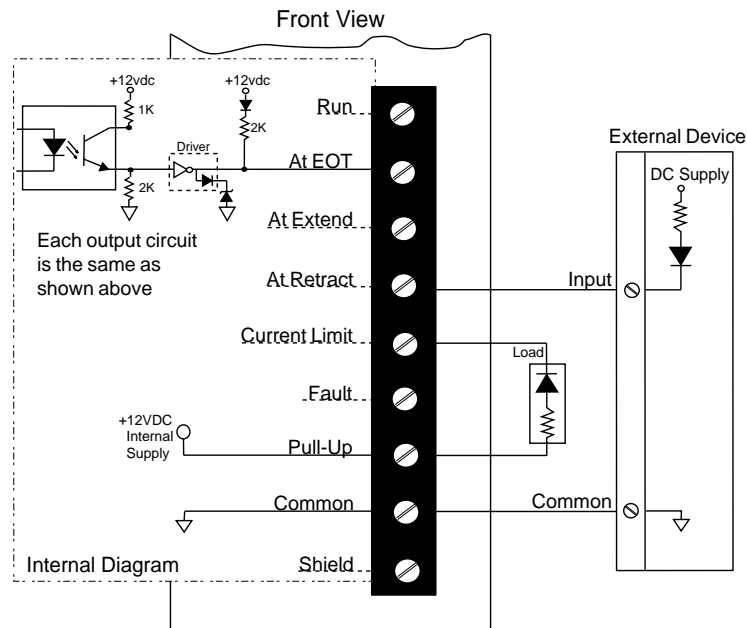 Front View
+12vdc
+12vdc
1K
2K
Run
External Device
Driver
At EOT
DC Supply
2K
At Extend
Each output circuit
is the same as
shown above
At Retract
Input
Current Limit
Load
Fault
+12VDC
Internal
Supply
Pull-Up
Common
Common
Internal Diagram
Shield